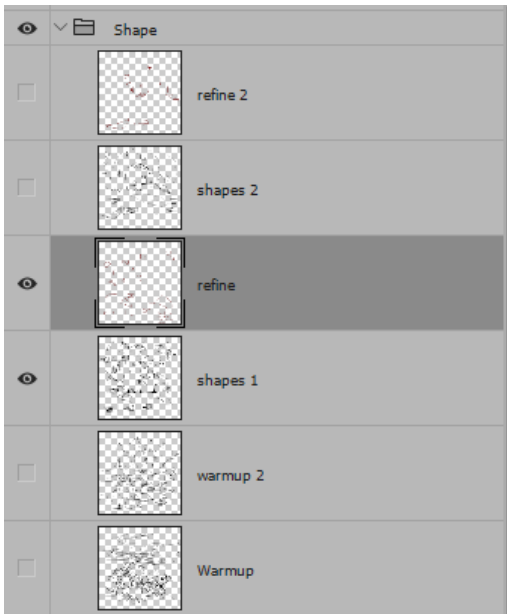 Shape
refine 2
shapes 2
refine
shapes 1
warmup 2
Warmup